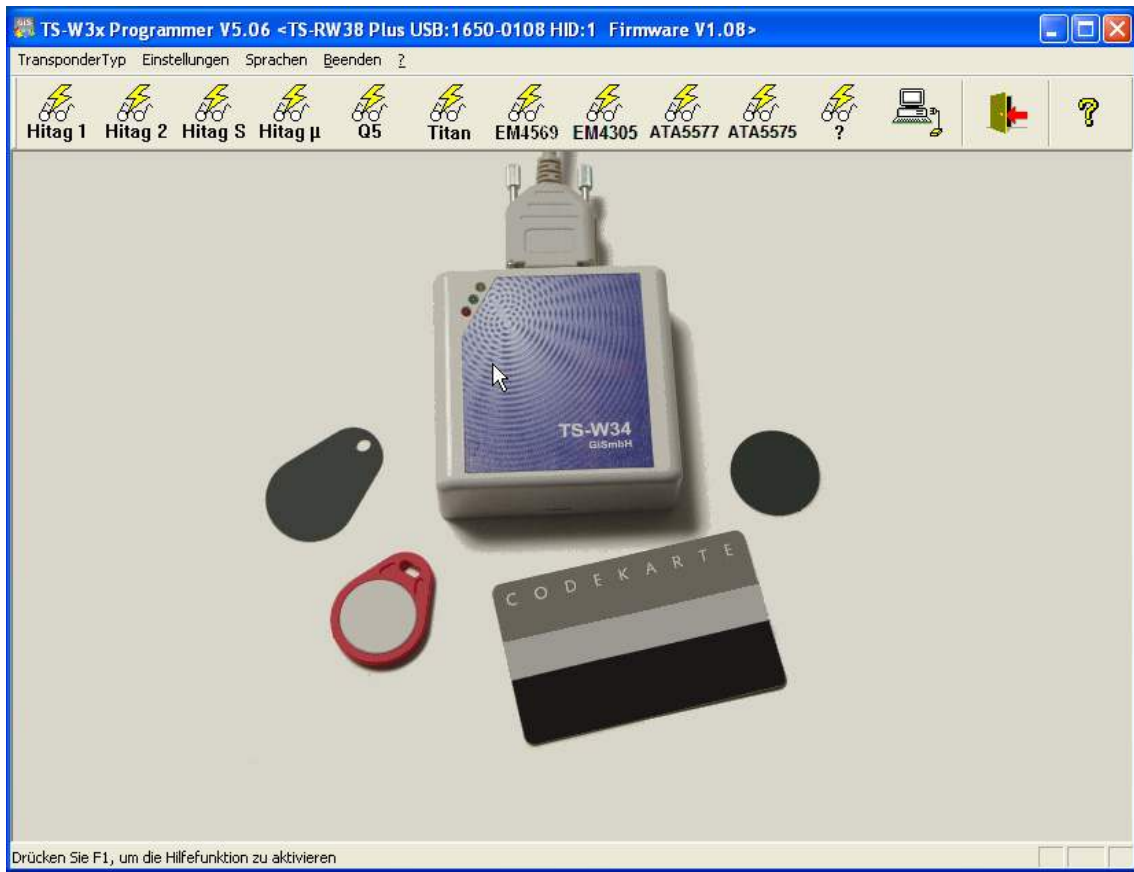 TS-W3x Programmer V5.06 <TS-RW38 Plus USB:1650-0108 HID:1 Firmware V1.08>
TransponderTyp Einstellungen Sprachen Beenden ?
Hitag 1 Hitag 2 Hitag S Hitag µ Q5 Titan EM4569 EM4305 ATA5577 ATA5575 ?
TS-W34
GiSmbH
CODEKARTE
Drücken Sie F1, um die Hilfefunktion zu aktivieren